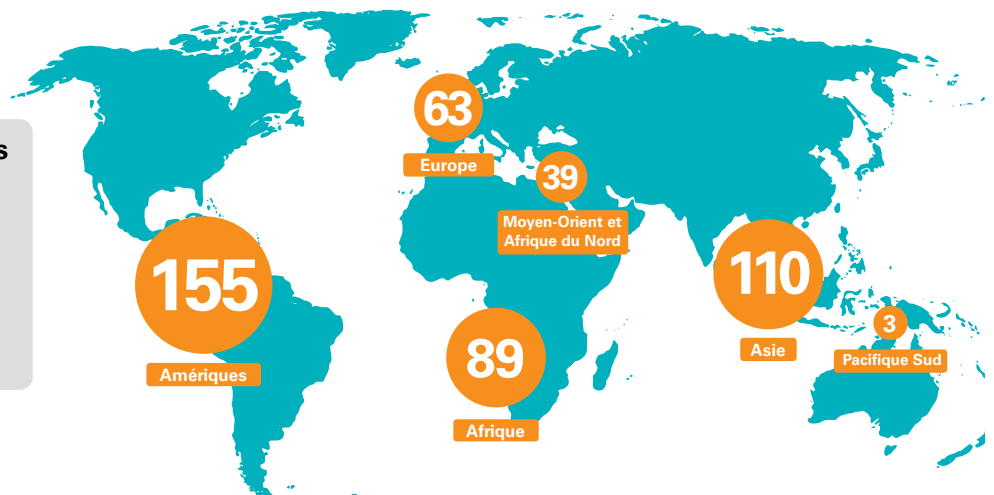 63
Europe
39
Moyen-Orient et
Afrique du Nord
155
Amériques
110
Asie
3
Pacifique Sud
89
Afrique